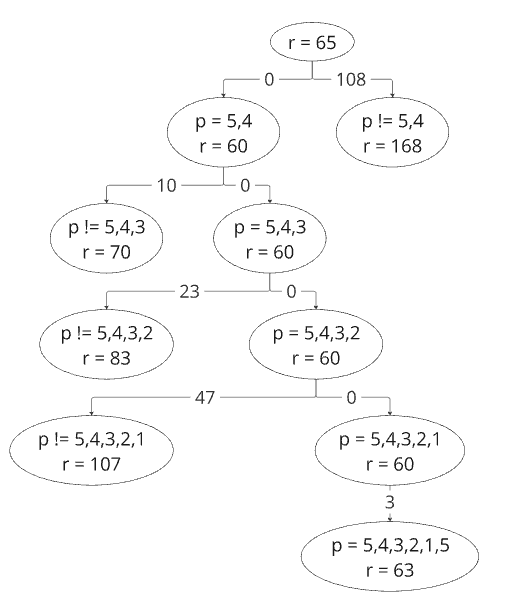 r = 65
0
108
p = 5,4
r = 60
p != 5,4
r = 168
10
0
p != 5,4,3
r = 70
p = 5,4,3
r = 60
23
0
p != 5,4,3,2
r = 83
p = 5,4,3,2
r = 60
47
0
p != 5,4,3,2,1
r = 107
p = 5,4,3,2,1
r = 60
3
p = 5,4,3,2,1,5
r = 63